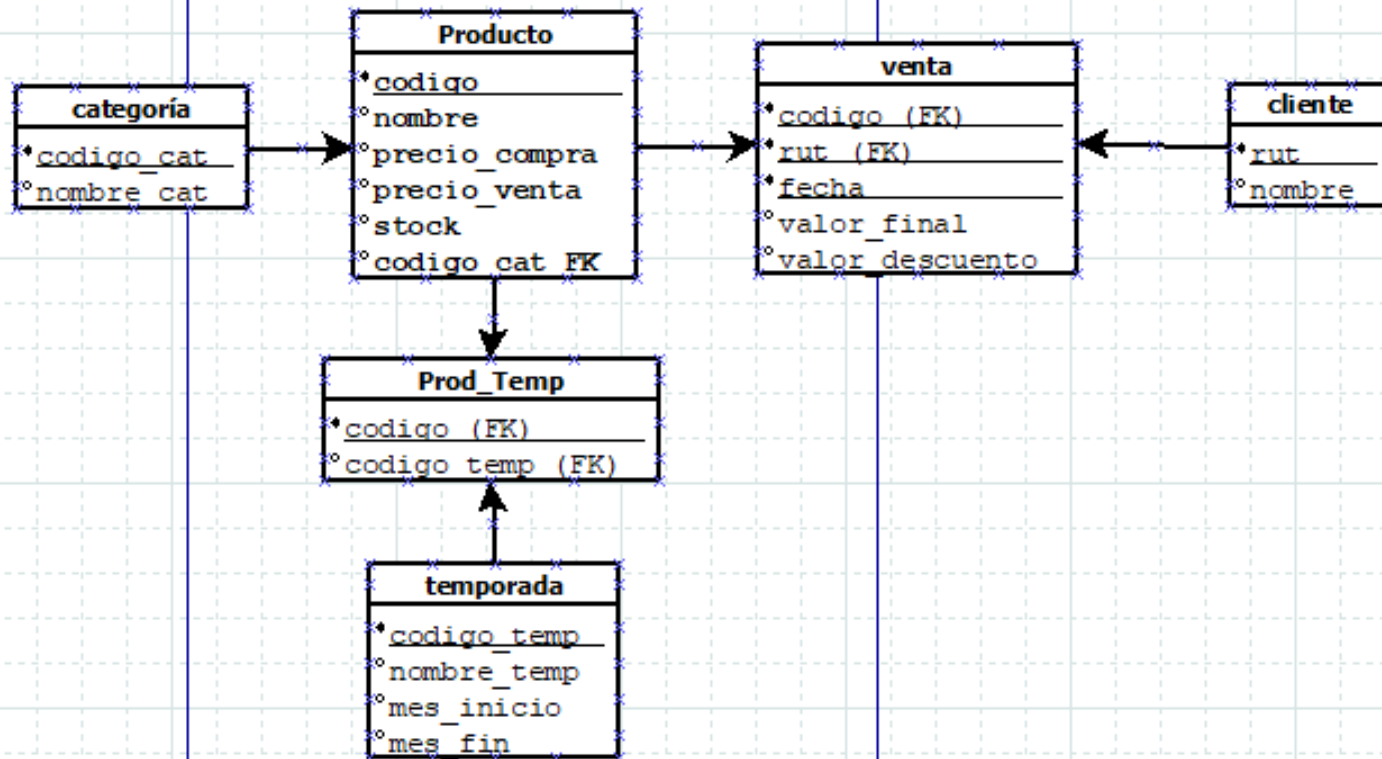 categoría
codigo_cat
nombre_cat
Producto
codigo
nombre
precio_compra
precio_venta
stock
codigo_cat FK
venta
codigo (FK)
rut (FK)
fecha
valor_final
valor_descuento
cliente
rut
nombre
Prod_Temp
codigo (FK)
codigo_temp (FK)
temporada
codigo_temp
nombre_temp
mes_inicio
mes_fin